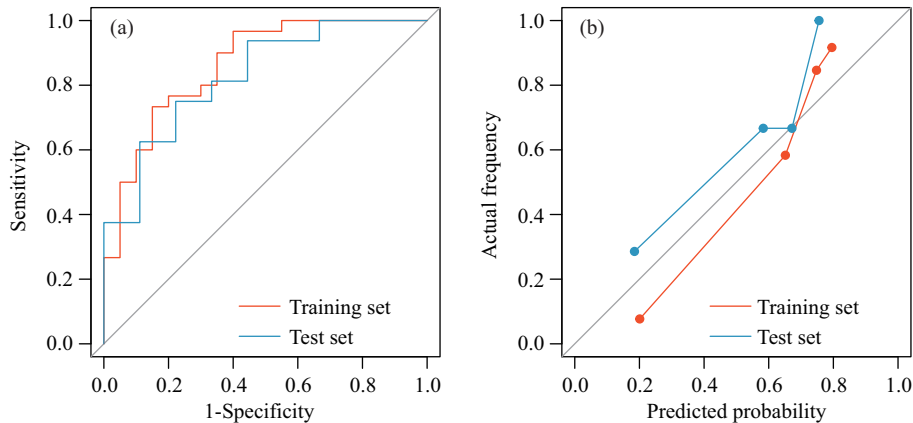 (a)
Sensitivity
1.0
0.8
0.6
0.4
0.2
0.0
Training set
Test set
0.0 0.2 0.4 0.6 0.8 1.0
1-Specificity
(b)
Actual frequency
1.0
0.8
0.6
0.4
0.2
0.0
Training set
Test set
0.0 0.2 0.4 0.6 0.8 1.0
Predicted probability